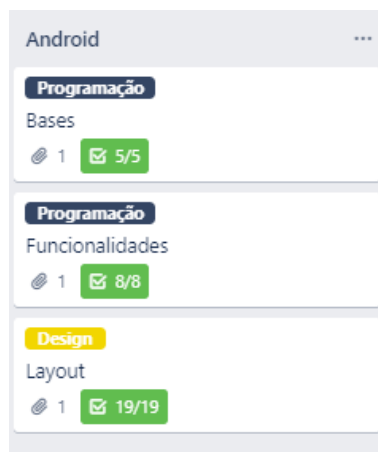 Android
Programação
Bases
1 5/5
Programação
Funcionalidades
1 8/8
Design
Layout
1 19/19